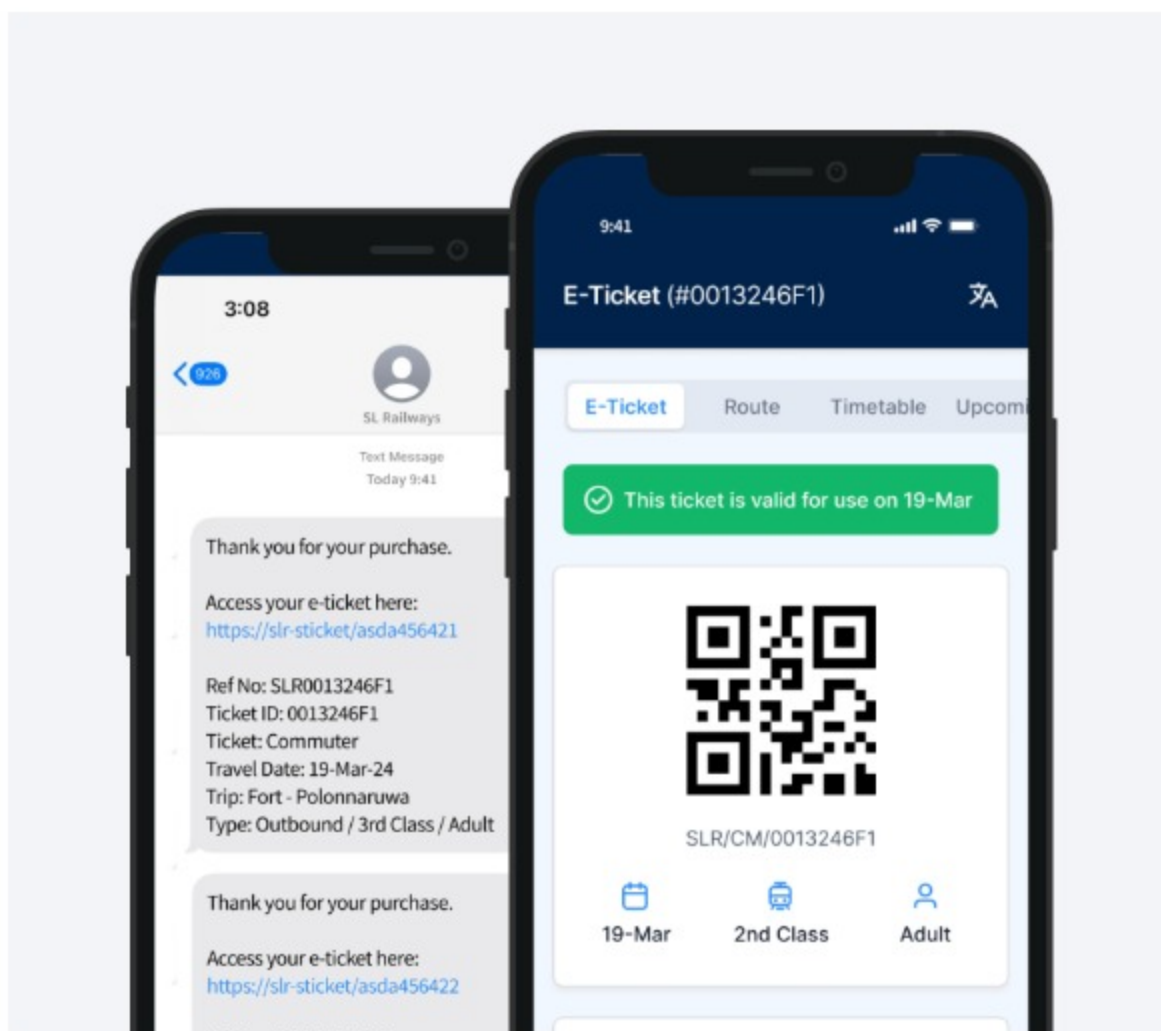 3:08
926
SL Railways
Text Message
Today 9:41
Thank you for your purchase.
Access your e-ticket here:
https://slr-sticket/asda456421
Ref No: SLR0013246F1
Ticket ID: 0013246F1
Ticket: Commuter
Travel Date: 19-Mar-24
Trip: Fort - Polonnaruwa
Type: Outbound / 3rd Class / Adult
Thank you for your purchase.
Access your e-ticket here:
https://slr-sticket/asda456422
9:41
E-Ticket (#0013246F1)
文A
E-Ticket Route Timetable Upcomi
This ticket is valid for use on 19-Mar
SLR/CM/0013246F1
19-Mar 2nd Class Adult